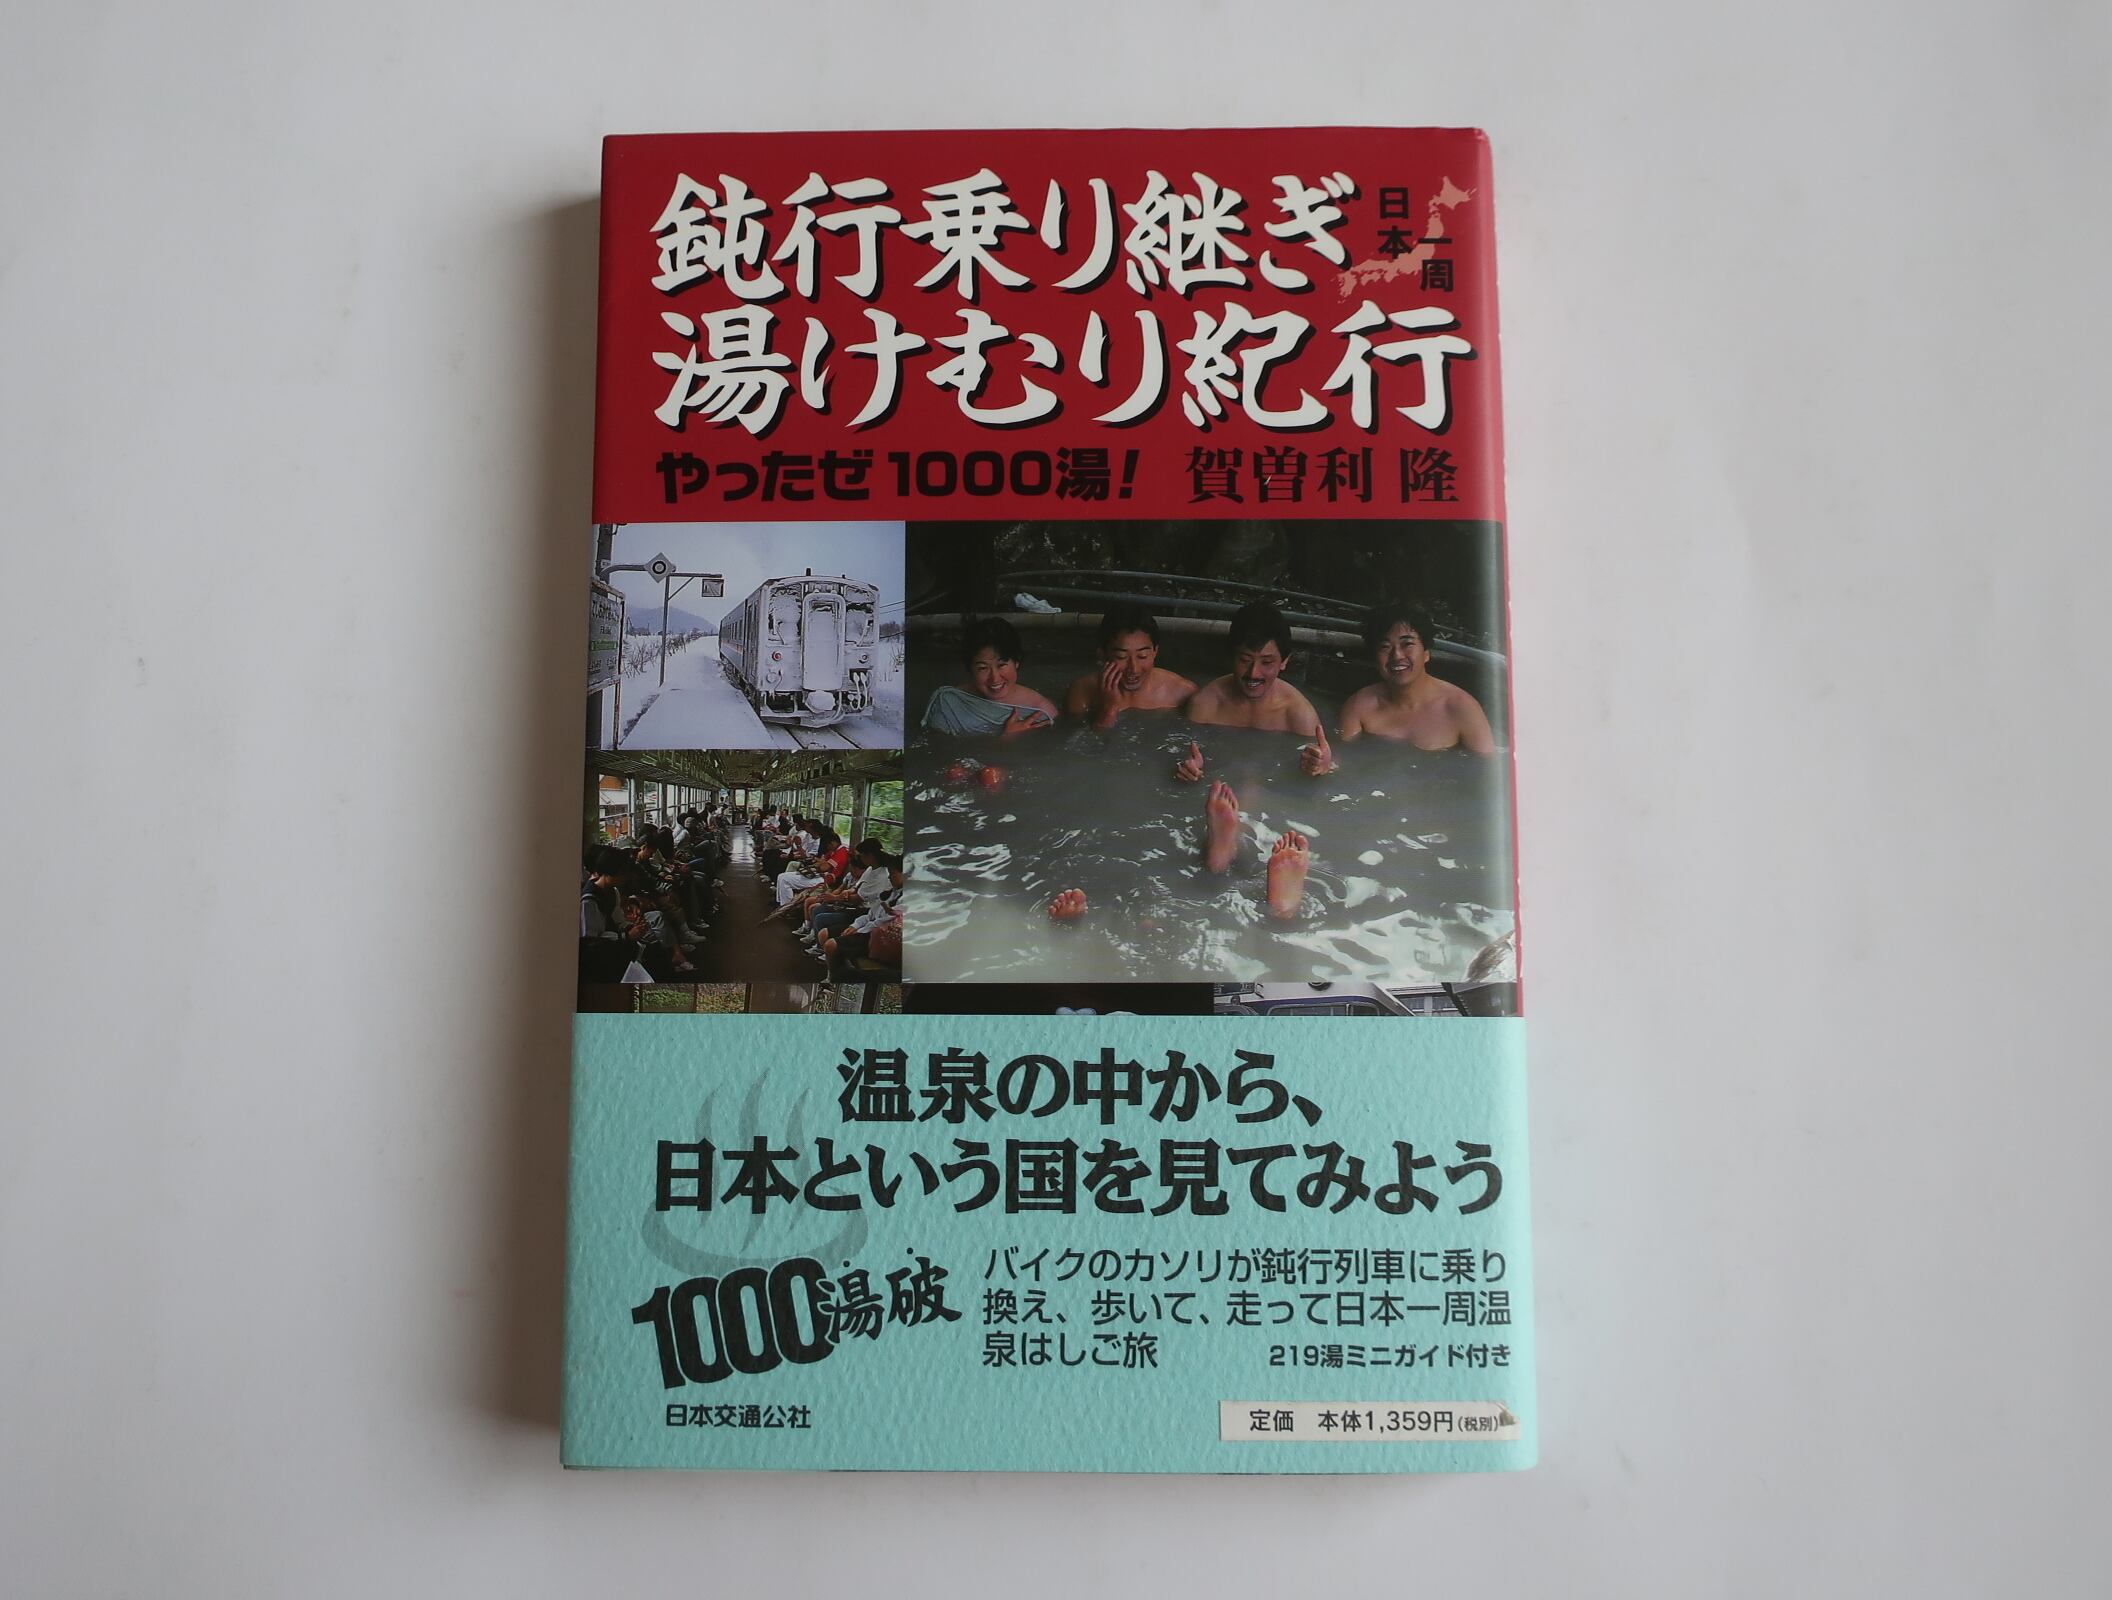 鈍行乗り継ぎ
日本一周
湯けむり紀行
やったぜ1000湯! 賀曽利 隆
温泉の中から、
日本という国を見てみよう
1000湯破
バイクのカソリが鈍行列車に乗り
換え、歩いて、走って日本一周温
泉はしご旅
219湯ミニガイド付き
日本交通公社
定価 本体1,359円(税別)